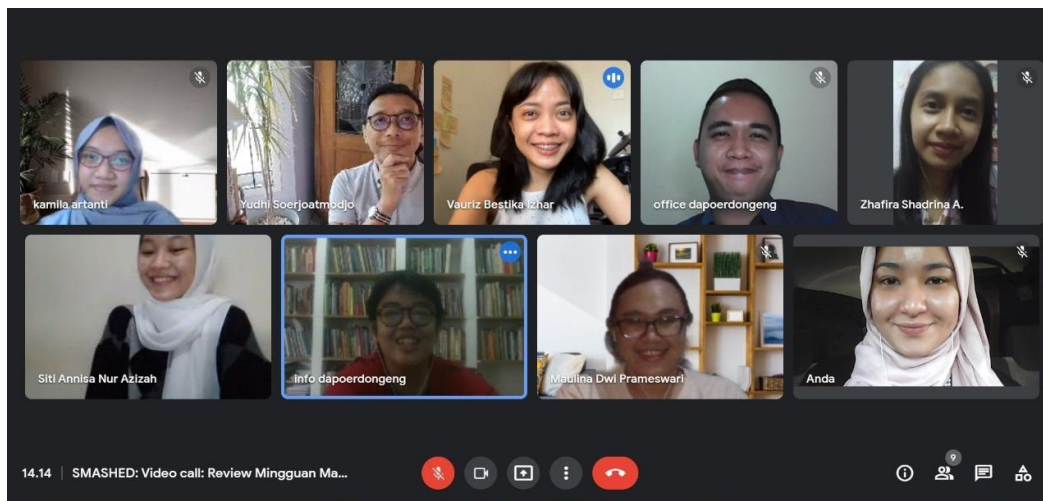 kamila artanti
Yudhi Soerjoatmodjo
Vauriz Bestika Izhar
office dapoerdongeng
Zhafira Shadrina A.
Siti Annisa Nur Azizah
info dapoerdongeng
Maulina Dwi Prameswari
Anda
14.14 | SMASHED: Video call: Review Mingguan Ma...
9